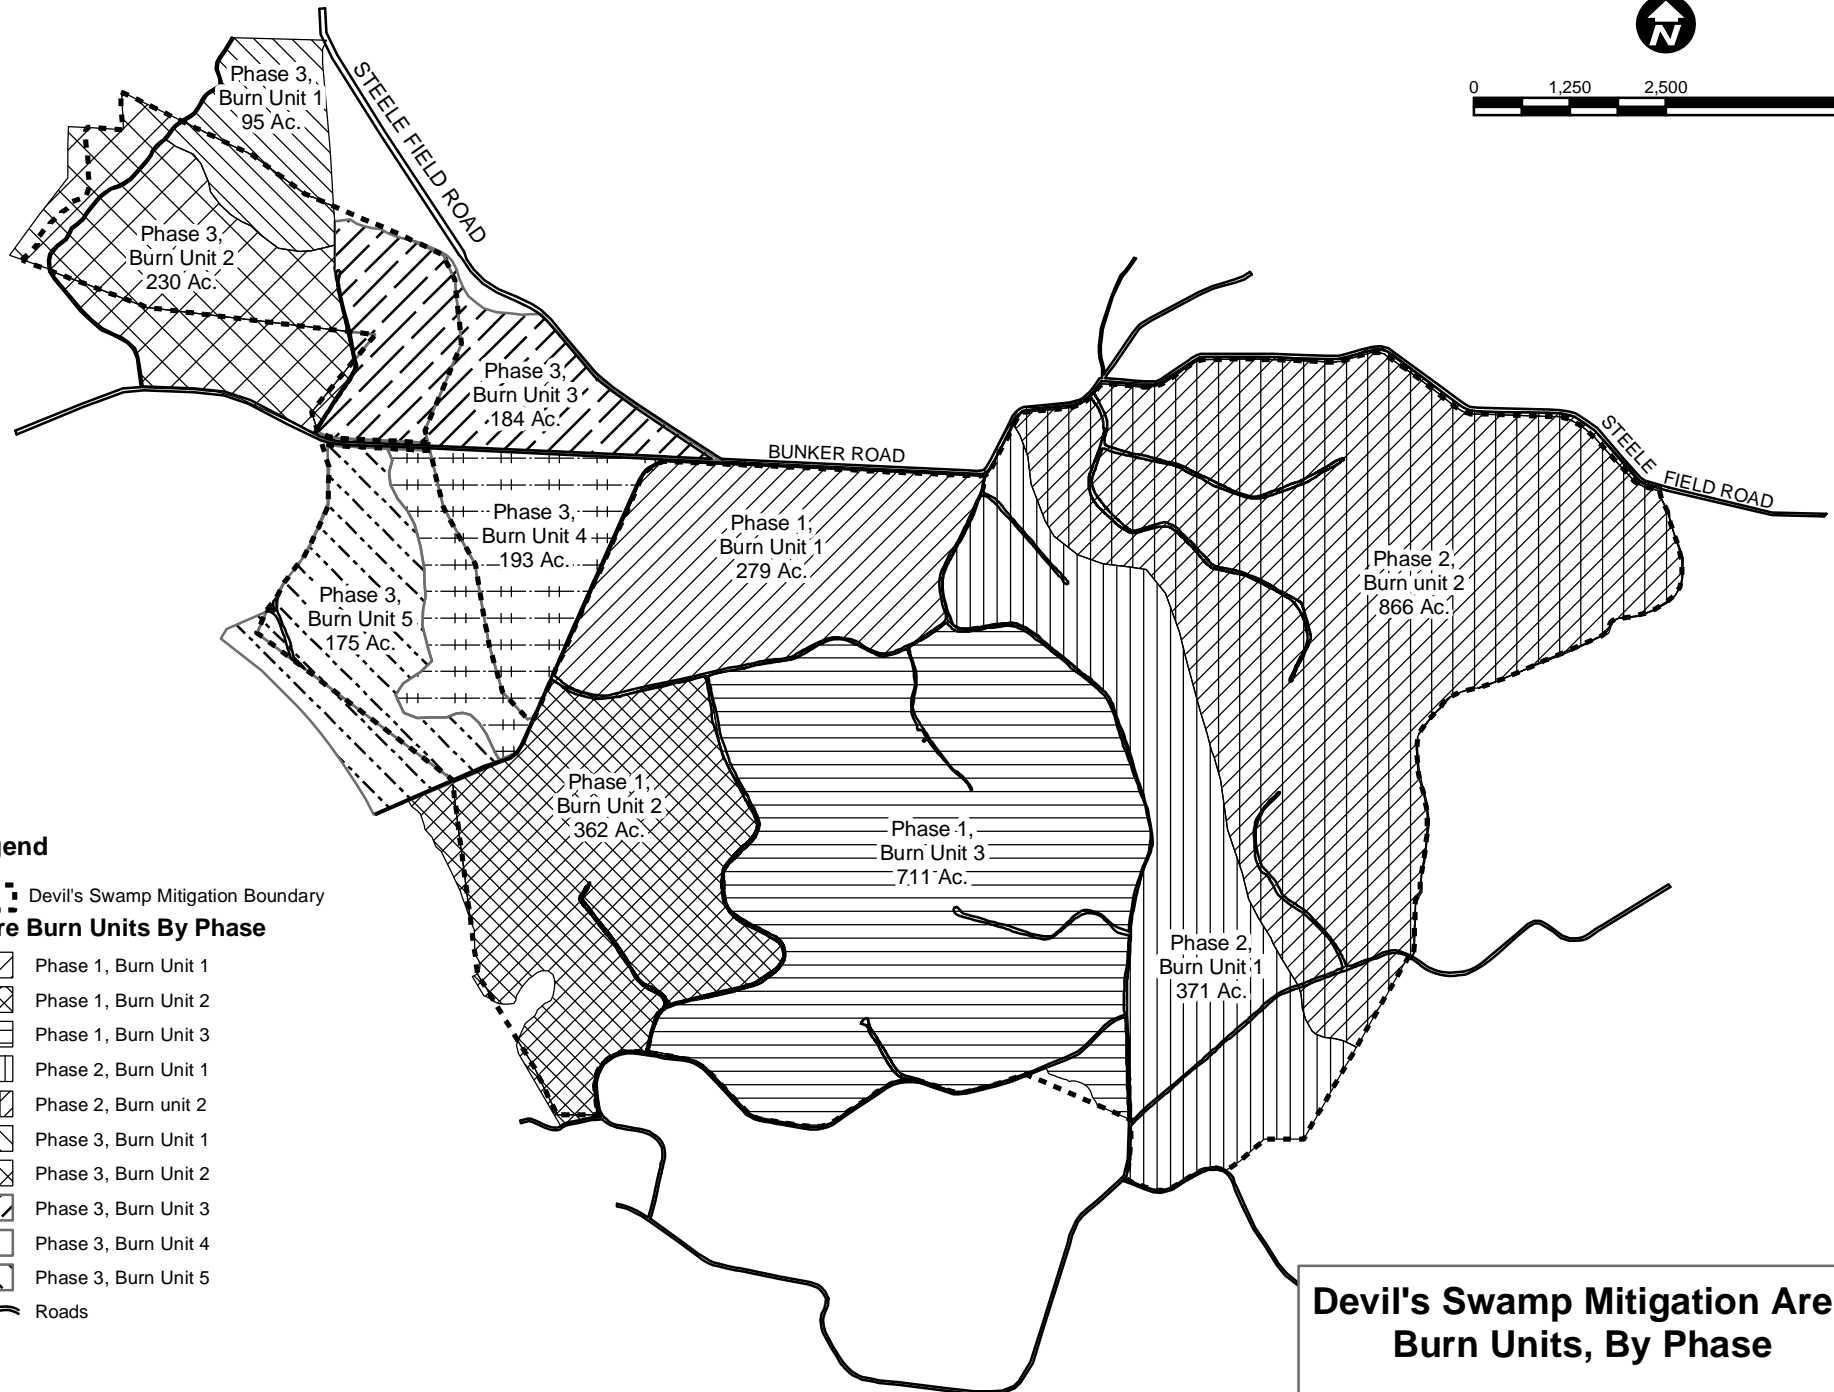 N
0 1,250 2,500
STEELE FIELD ROAD
Phase 3,
Burn Unit 1
95 Ac.
Phase 3,
Burn Unit 2
230 Ac.
Phase 3,
Burn Unit 3
184 Ac.
BUNKER ROAD
STEELE FIELD ROAD
Phase 3,
Burn Unit 4
193 Ac.
Phase 1,
Burn Unit 1
279 Ac.
Phase 2,
Burn unit 2
866 Ac.
Phase 3,
Burn Unit 5
175 Ac.
Phase 1,
Burn Unit 2
362 Ac.
Phase 1,
Burn Unit 3
711 Ac.
Phase 2,
Burn Unit 1
371 Ac.
gend
Devil's Swamp Mitigation Boundary
re Burn Units By Phase
Phase 1, Burn Unit 1
Phase 1, Burn Unit 2
Phase 1, Burn Unit 3
Phase 2, Burn Unit 1
Phase 2, Burn unit 2
Phase 3, Burn Unit 1
Phase 3, Burn Unit 2
Phase 3, Burn Unit 3
Phase 3, Burn Unit 4
Phase 3, Burn Unit 5
Roads
Devil's Swamp Mitigation Are
Burn Units, By Phase